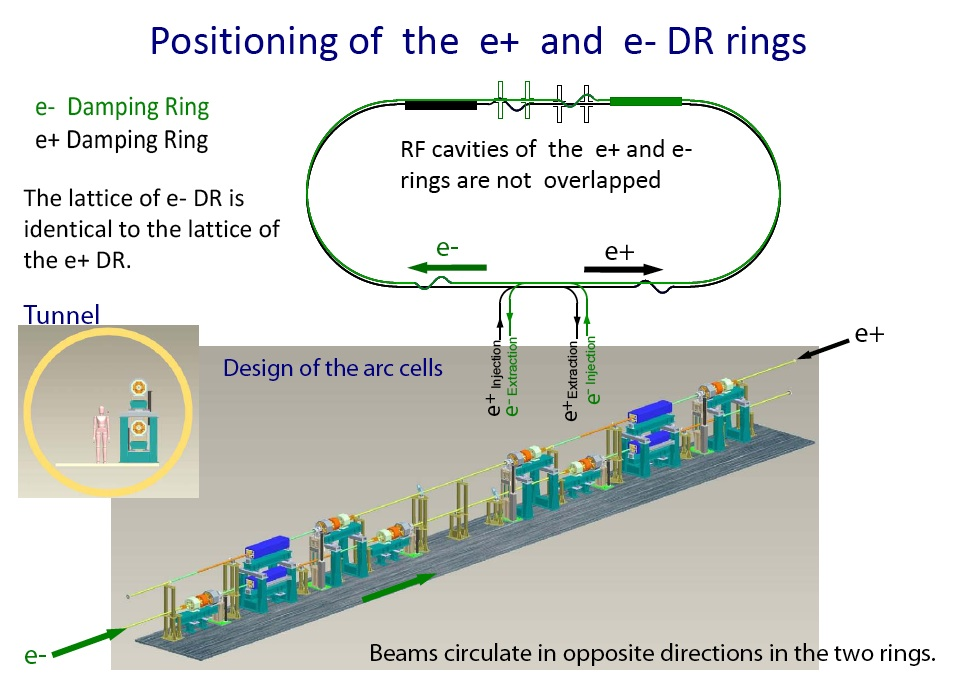 Positioning of the e+ and e- DR rings
e- Damping Ring
e+ Damping Ring
RF cavities of the e+ and e-
rings are not overlapped
The lattice of e- DR is
identical to the lattice of
the e+ DR.
e-
e+
Tunnel
e+ Injection
e- Extraction
e+ Extraction
e- Injection
e+
Design of the arc cells
e-
Beams circulate in opposite directions in the two rings.